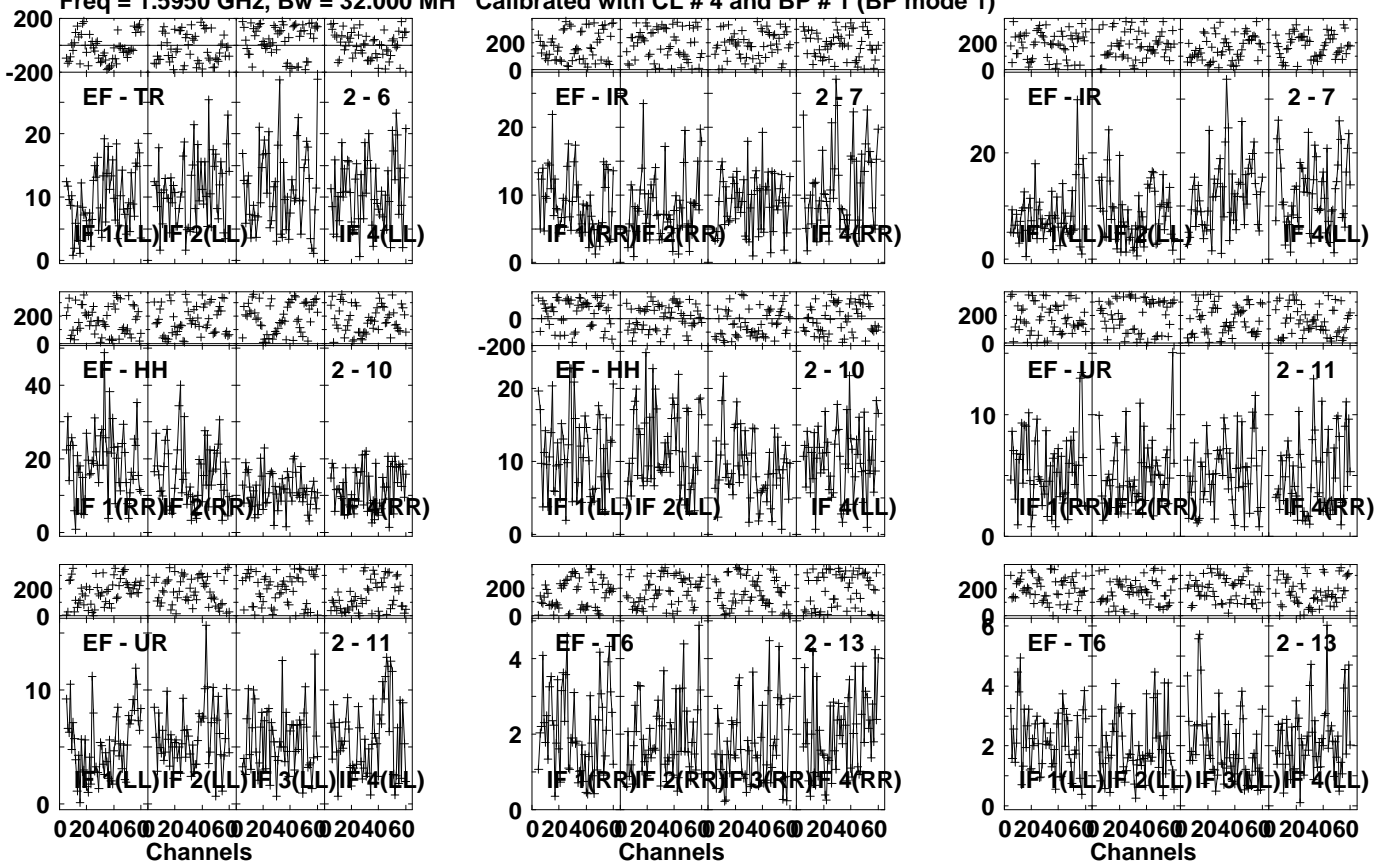 Freq = 1.5950 GHz, Bw = 32.000 MH Calibrated with CL # 4 and BP # 1 (BP mode 1)
200
-200
EF - TR 2 - 6
20
10
0
IF 1(LL) IF 2(LL) IF 4(LL)
200
0
EF - IR 2 - 7
20
10
0
IF 1(RR) IF 2(RR) IF 4(RR)
200
0
EF - IR 2 - 7
20
0
IF 1(LL) IF 2(LL) IF 4(LL)
200
0
EF - HH 2 - 10
40
20
0
IF 1(RR) IF 2(RR) IF 4(RR)
0
-200
EF - HH 2 - 10
20
10
0
IF 1(LL) IF 2(LL) IF 4(LL)
200
0
EF - UR 2 - 11
10
0
IF 1(RR) IF 2(RR) IF 4(RR)
200
0
EF - UR 2 - 11
10
0
IF 1(LL) IF 2(LL) IF 3(LL) IF 4(LL)
0 20 40 60 0 20 40 60 0 20 40 60 0 20 40 60
Channels
200
0
EF - T6 2 - 13
4
2
0
IF 1(RR) IF 2(RR) IF 3(RR) IF 4(RR)
0 20 40 60 0 20 40 60 0 20 40 60 0 20 40 60
Channels
200
0
EF - T6 2 - 13
6
4
2
0
IF 1(LL) IF 2(LL) IF 3(LL) IF 4(LL)
0 20 40 60 0 20 40 60 0 20 40 60 0 20 40 60
Channels